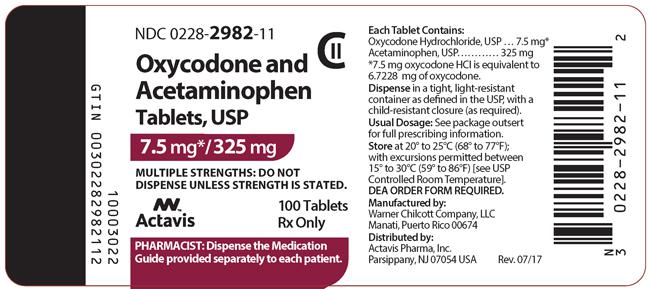 GTIN 00302282982112
10003022
NDC 0228-2982-11
CII
Oxycodone and
Acetaminophen
Tablets, USP
7.5 mg*/325 mg
MULTIPLE STRENGTHS: DO NOT
DISPENSE UNLESS STRENGTH IS STATED.
Actavis
100 Tablets
Rx Only
PHARMACIST: Dispense the Medication
Guide provided separately to each patient.
Each Tablet Contains:
Oxycodone Hydrochloride, USP ... 7.5 mg*
Acetaminophen, USP............ 325 mg
*7.5 mg oxycodone HCl is equivalent to
6.7228 mg of oxycodone.
Dispense in a tight, light-resistant
container as defined in the USP, with a
child-resistant closure (as required).
Usual Dosage: See package outsert
for full prescribing information.
Store at 20° to 25°C (68° to 77°F);
with excursions permitted between
15° to 30°C (59° to 86°F) [see USP
Controlled Room Temperature].
DEA ORDER FORM REQUIRED.
Manufactured by:
Warner Chilcott Company, LLC
Manati, Puerto Rico 00674
Distributed by:
Actavis Pharma, Inc.
Parsippany, NJ 07054 USA Rev. 07/17
N 3 0228-2982-11 2